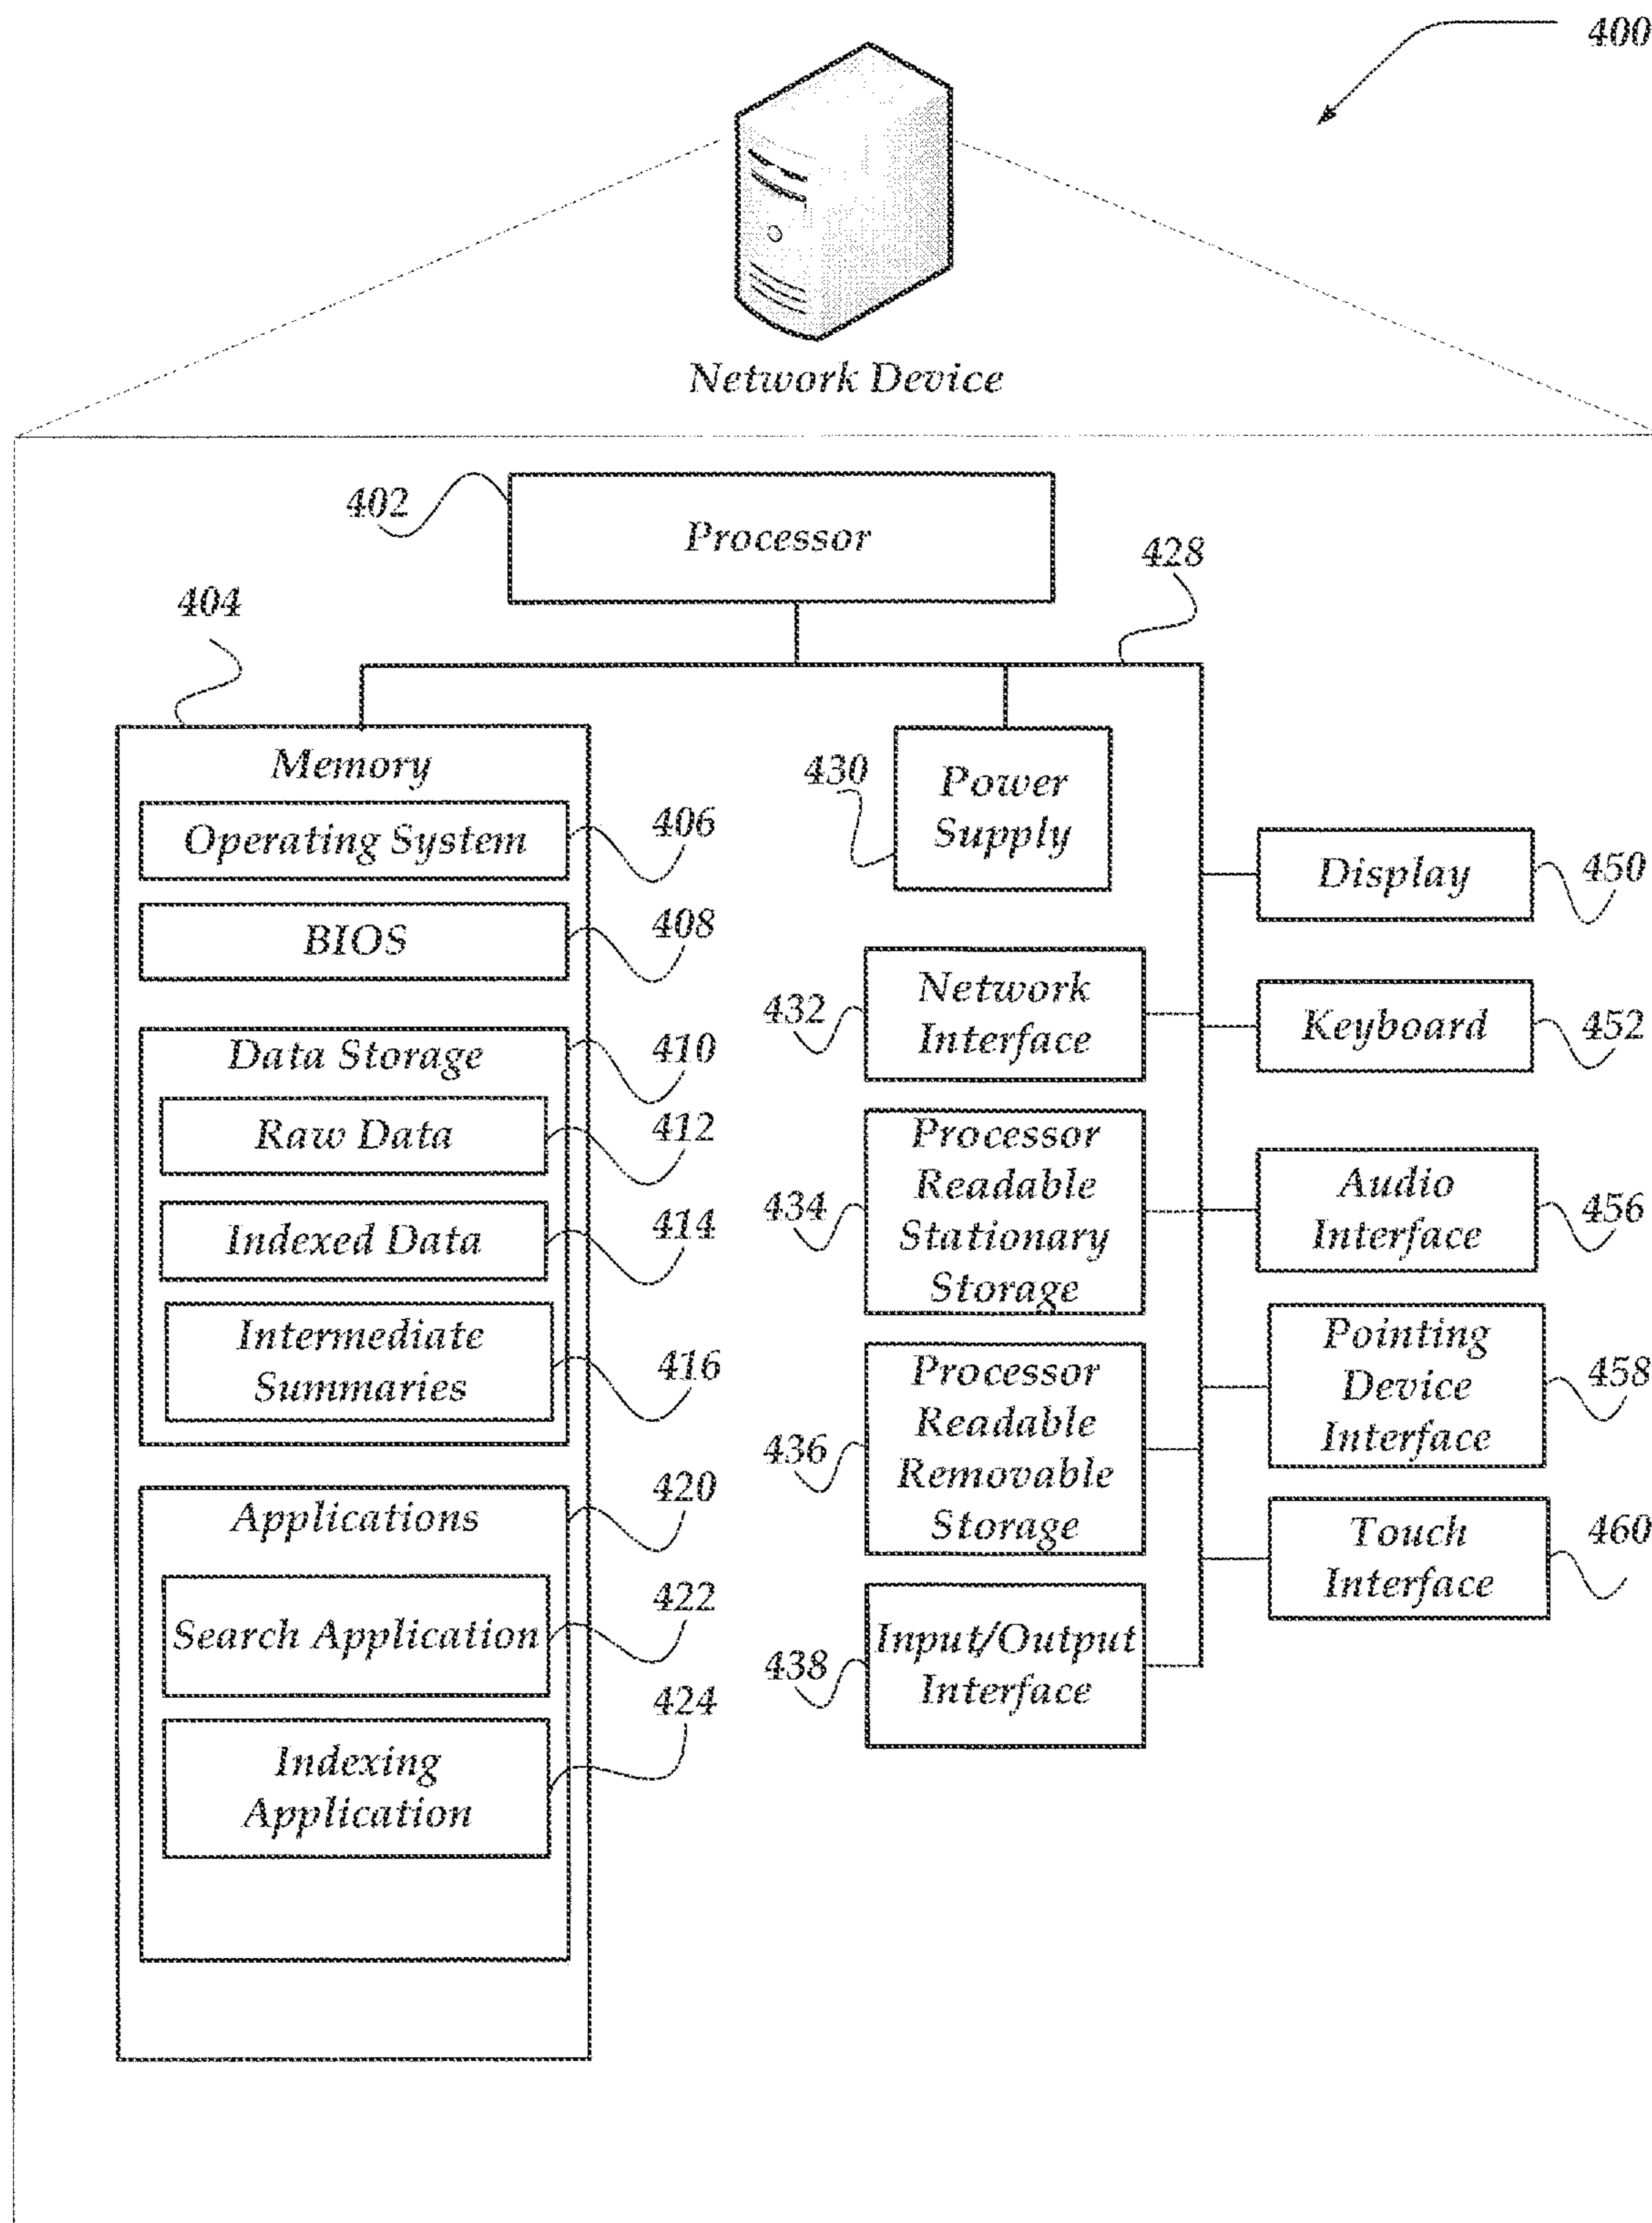 400
Network Device
402
Processor
428
404
Memory
Operating System
406
BIOS
408
Data Storage
410
Raw Data
412
Indexed Data
414
Intermediate
Summaries
416
Applications
420
Search Application
422
Indexing
Application
424
430
Power
Supply
432
Network
Interface
434
Processor
Readable
Stationary
Storage
436
Processor
Readable
Removable
Storage
438
Input/Output
Interface
Display
450
Keyboard
452
Audio
Interface
456
Pointing
Device
Interface
458
Touch
Interface
460